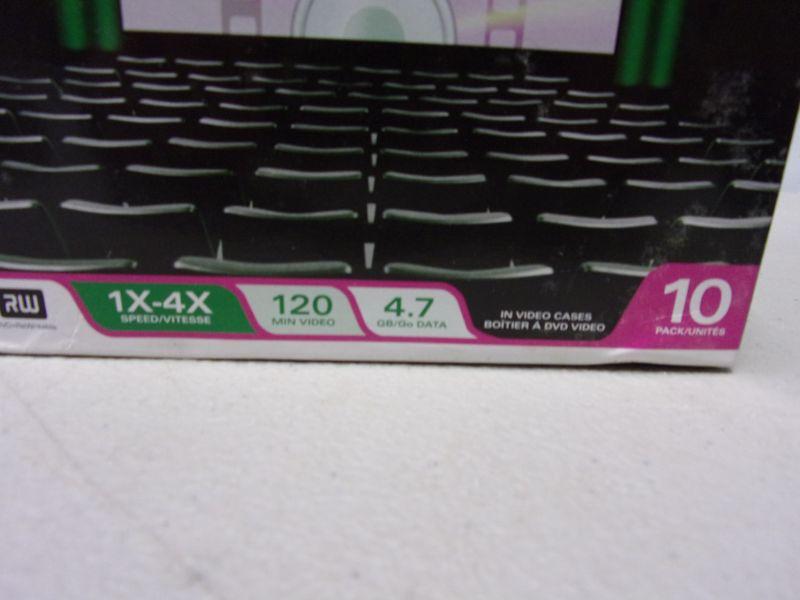 RW
1X-4X
SPEED/VITESSE
120
MIN VIDEO
4.7
GB/Go DATA
IN VIDEO CASES
BOÎTIER À DVD VIDEO
10
PACK/UNITÉS